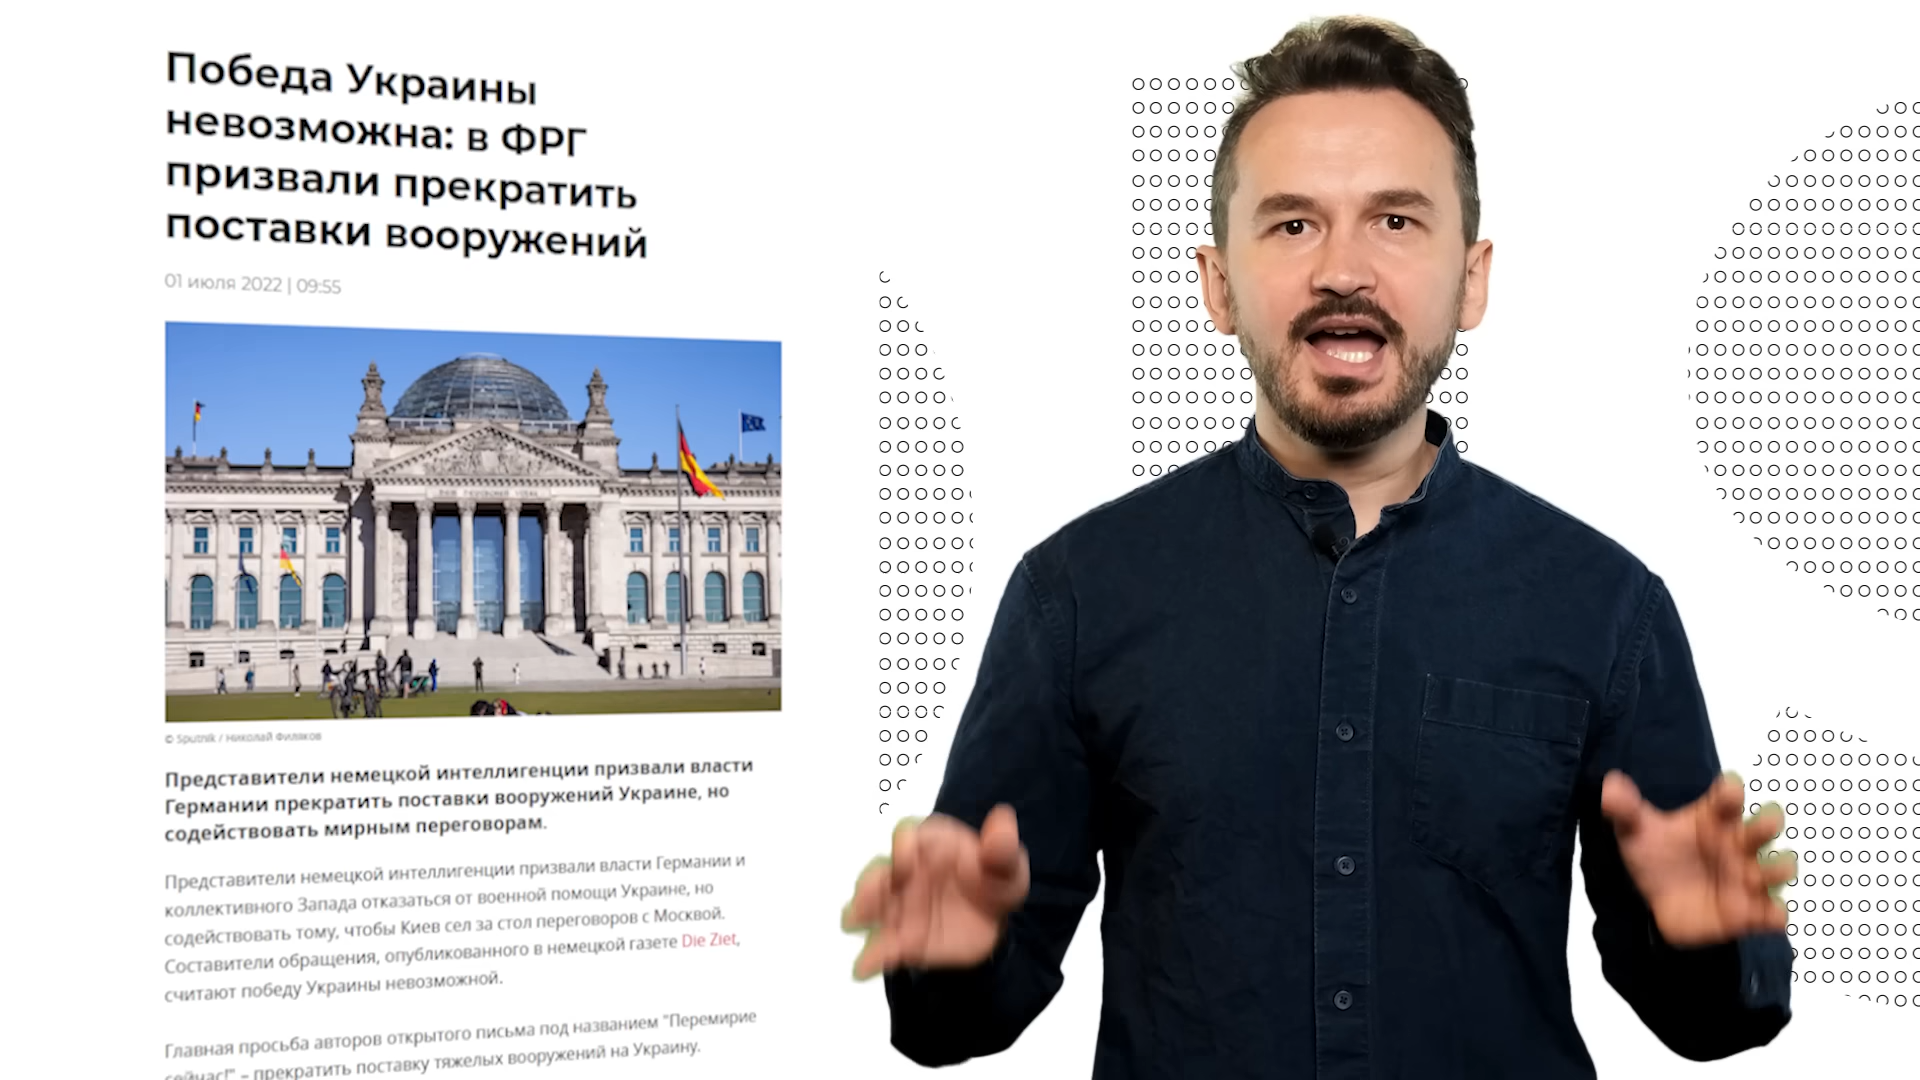 Победа Украины
невозможна: в ФРГ
призвали прекратить
поставки вооружений
01 июля 2022 | 09:55
© Sputnik / Николай Филяков
Представители немецкой интеллигенции призвали власти
Германии прекратить поставки вооружений Украине, но
содействовать мирным переговорам.
Представители немецкой интеллигенции призвали власти Германии и
коллективного Запада отказаться от военной помощи Украине, но
содействовать тому, чтобы Киев сел за стол переговоров с Москвой.
Составители обращения, опубликованного в немецкой газете Die Ziet,
считают победу Украины невозможной.
Главная просьба авторов открытого письма под названием "Перемирие
сейчас!" – прекратить поставку тяжелых вооружений на Украину.